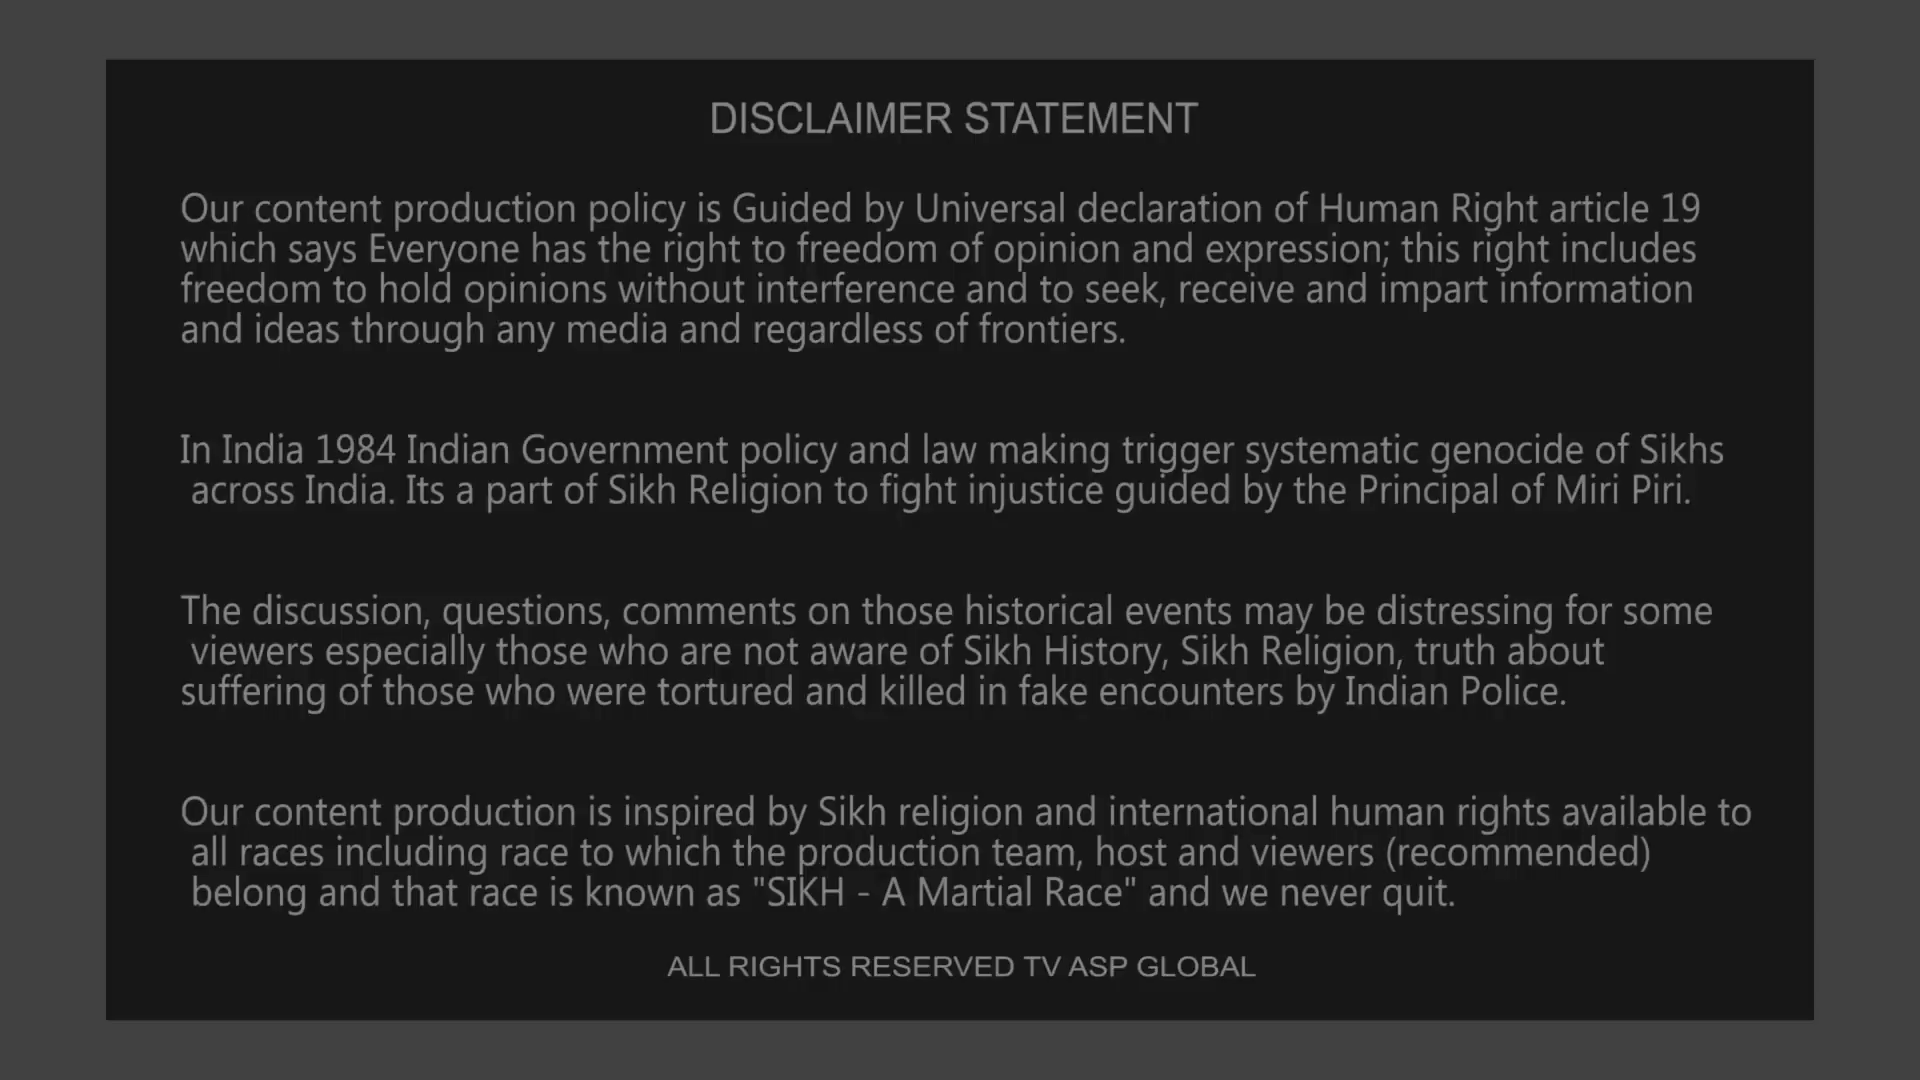 DISCLAIMER STATEMENT
Our content production policy is Guided by Universal declaration of Human Right article 19
which says Everyone has the right to freedom of opinion and expression; this right includes
freedom to hold opinions without interference and to seek, receive and impart information
and ideas through any media and regardless of frontiers.
In India 1984 Indian Government policy and law making trigger systematic genocide of Sikhs
across India. Its a part of Sikh Religion to fight injustice guided by the Principal of Miri Piri.
The discussion, questions, comments on those historical events may be distressing for some
viewers especially those who are not aware of Sikh History, Sikh Religion, truth about
suffering of those who were tortured and killed in fake encounters by Indian Police.
Our content production is inspired by Sikh religion and international human rights available to
all races including race to which the production team, host and viewers (recommended)
belong and that race is known as "SIKH - A Martial Race" and we never quit.
ALL RIGHTS RESERVED TV ASP GLOBAL